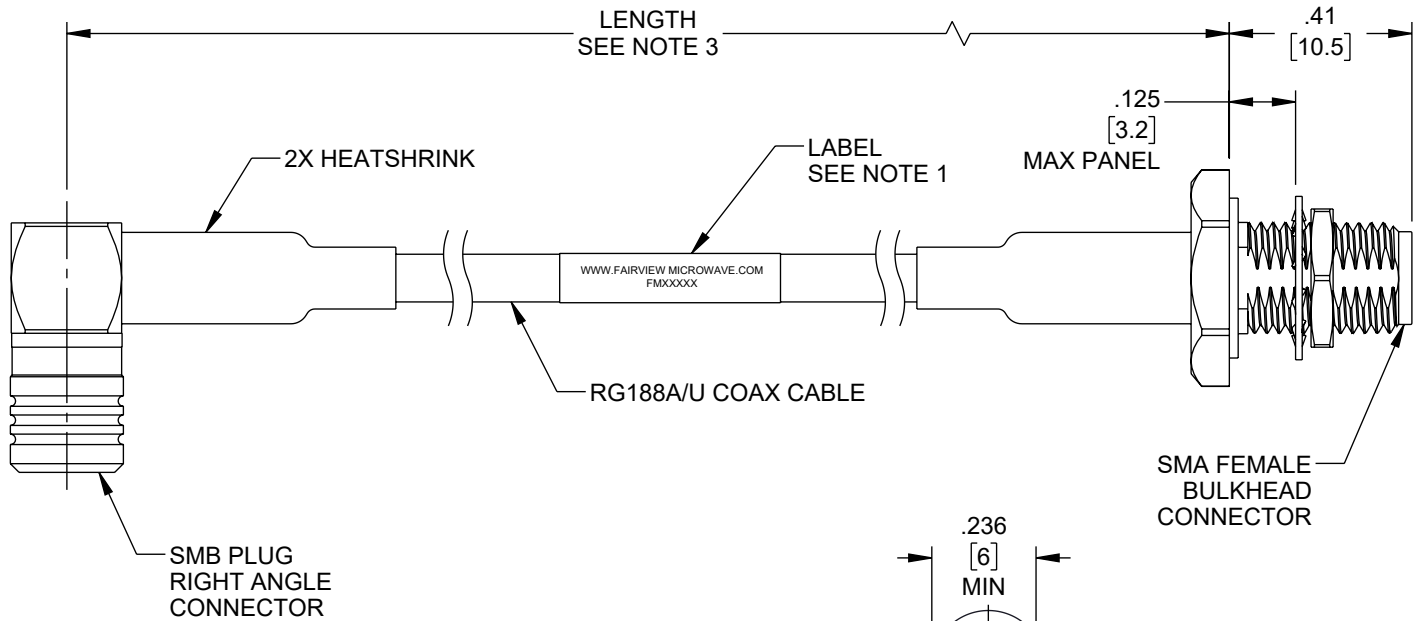 LENGTH
SEE NOTE 3
.41
[10.5]
.125
[3.2]
MAX PANEL
2X HEATSHRINK
LABEL
SEE NOTE 1
WWW.FAIRVIEW MICROWAVE.COM
FMXXXXX
RG188A/U COAX CABLE
SMA FEMALE
BULKHEAD
CONNECTOR
SMB PLUG
RIGHT ANGLE
CONNECTOR
.236
[6]
MIN